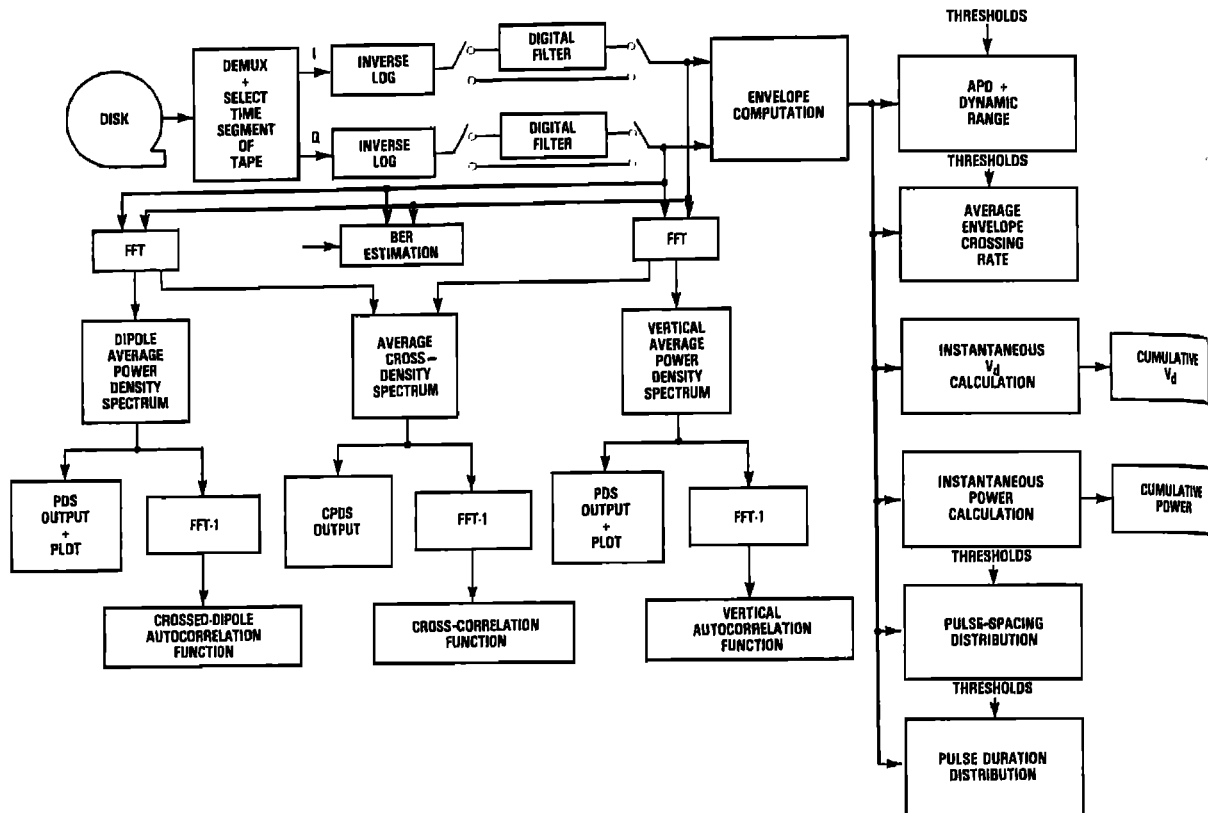 THRESHOLDS
DISK
DEMUX
+
SELECT
TIME
SEGMENT
OF
TAPE
I
INVERSE
LOG
DIGITAL
FILTER
Q
INVERSE
LOG
DIGITAL
FILTER
ENVELOPE
COMPUTATION
APD +
DYNAMIC
RANGE
THRESHOLDS
AVERAGE
ENVELOPE
CROSSING
RATE
FFT
BER
ESTIMATION
FFT
DIPOLE
AVERAGE
POWER
DENSITY
SPECTRUM
AVERAGE
CROSS-
DENSITY
SPECTRUM
VERTICAL
AVERAGE
POWER
DENSITY
SPECTRUM
INSTANTANEOUS
Vd
CALCULATION
CUMULATIVE
Vd
PDS
OUTPUT
+
PLOT
FFT-1
CPDS
OUTPUT
FFT-1
PDS
OUTPUT
+
PLOT
FFT-1
INSTANTANEOUS
POWER
CALCULATION
CUMULATIVE
POWER
THRESHOLDS
CROSSED-DIPOLE
AUTOCORRELATION
FUNCTION
CROSS-CORRELATION
FUNCTION
VERTICAL
AUTOCORRELATION
FUNCTION
PULSE-SPACING
DISTRIBUTION
THRESHOLDS
PULSE DURATION
DISTRIBUTION